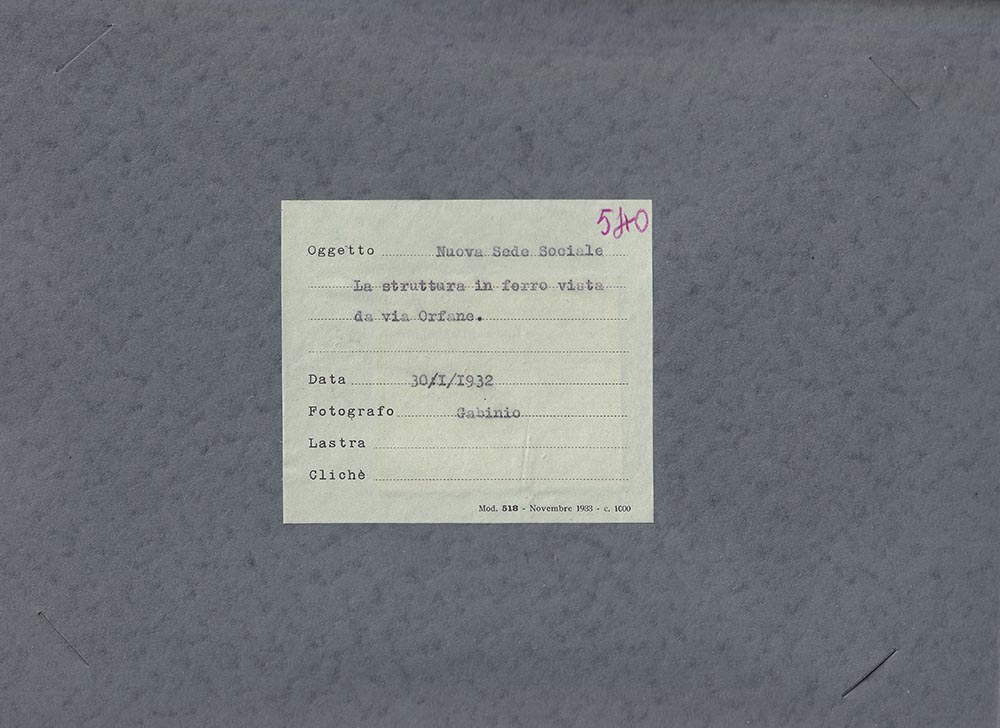 540
Oggetto Nuova Sede Sociale
La struttura in ferro vista
da via Orfane.
Data 30/I/1932
Fotografo Gabinio
Lastra
Clichè
Mod. 518 - Novembre 1933 - c. 1000